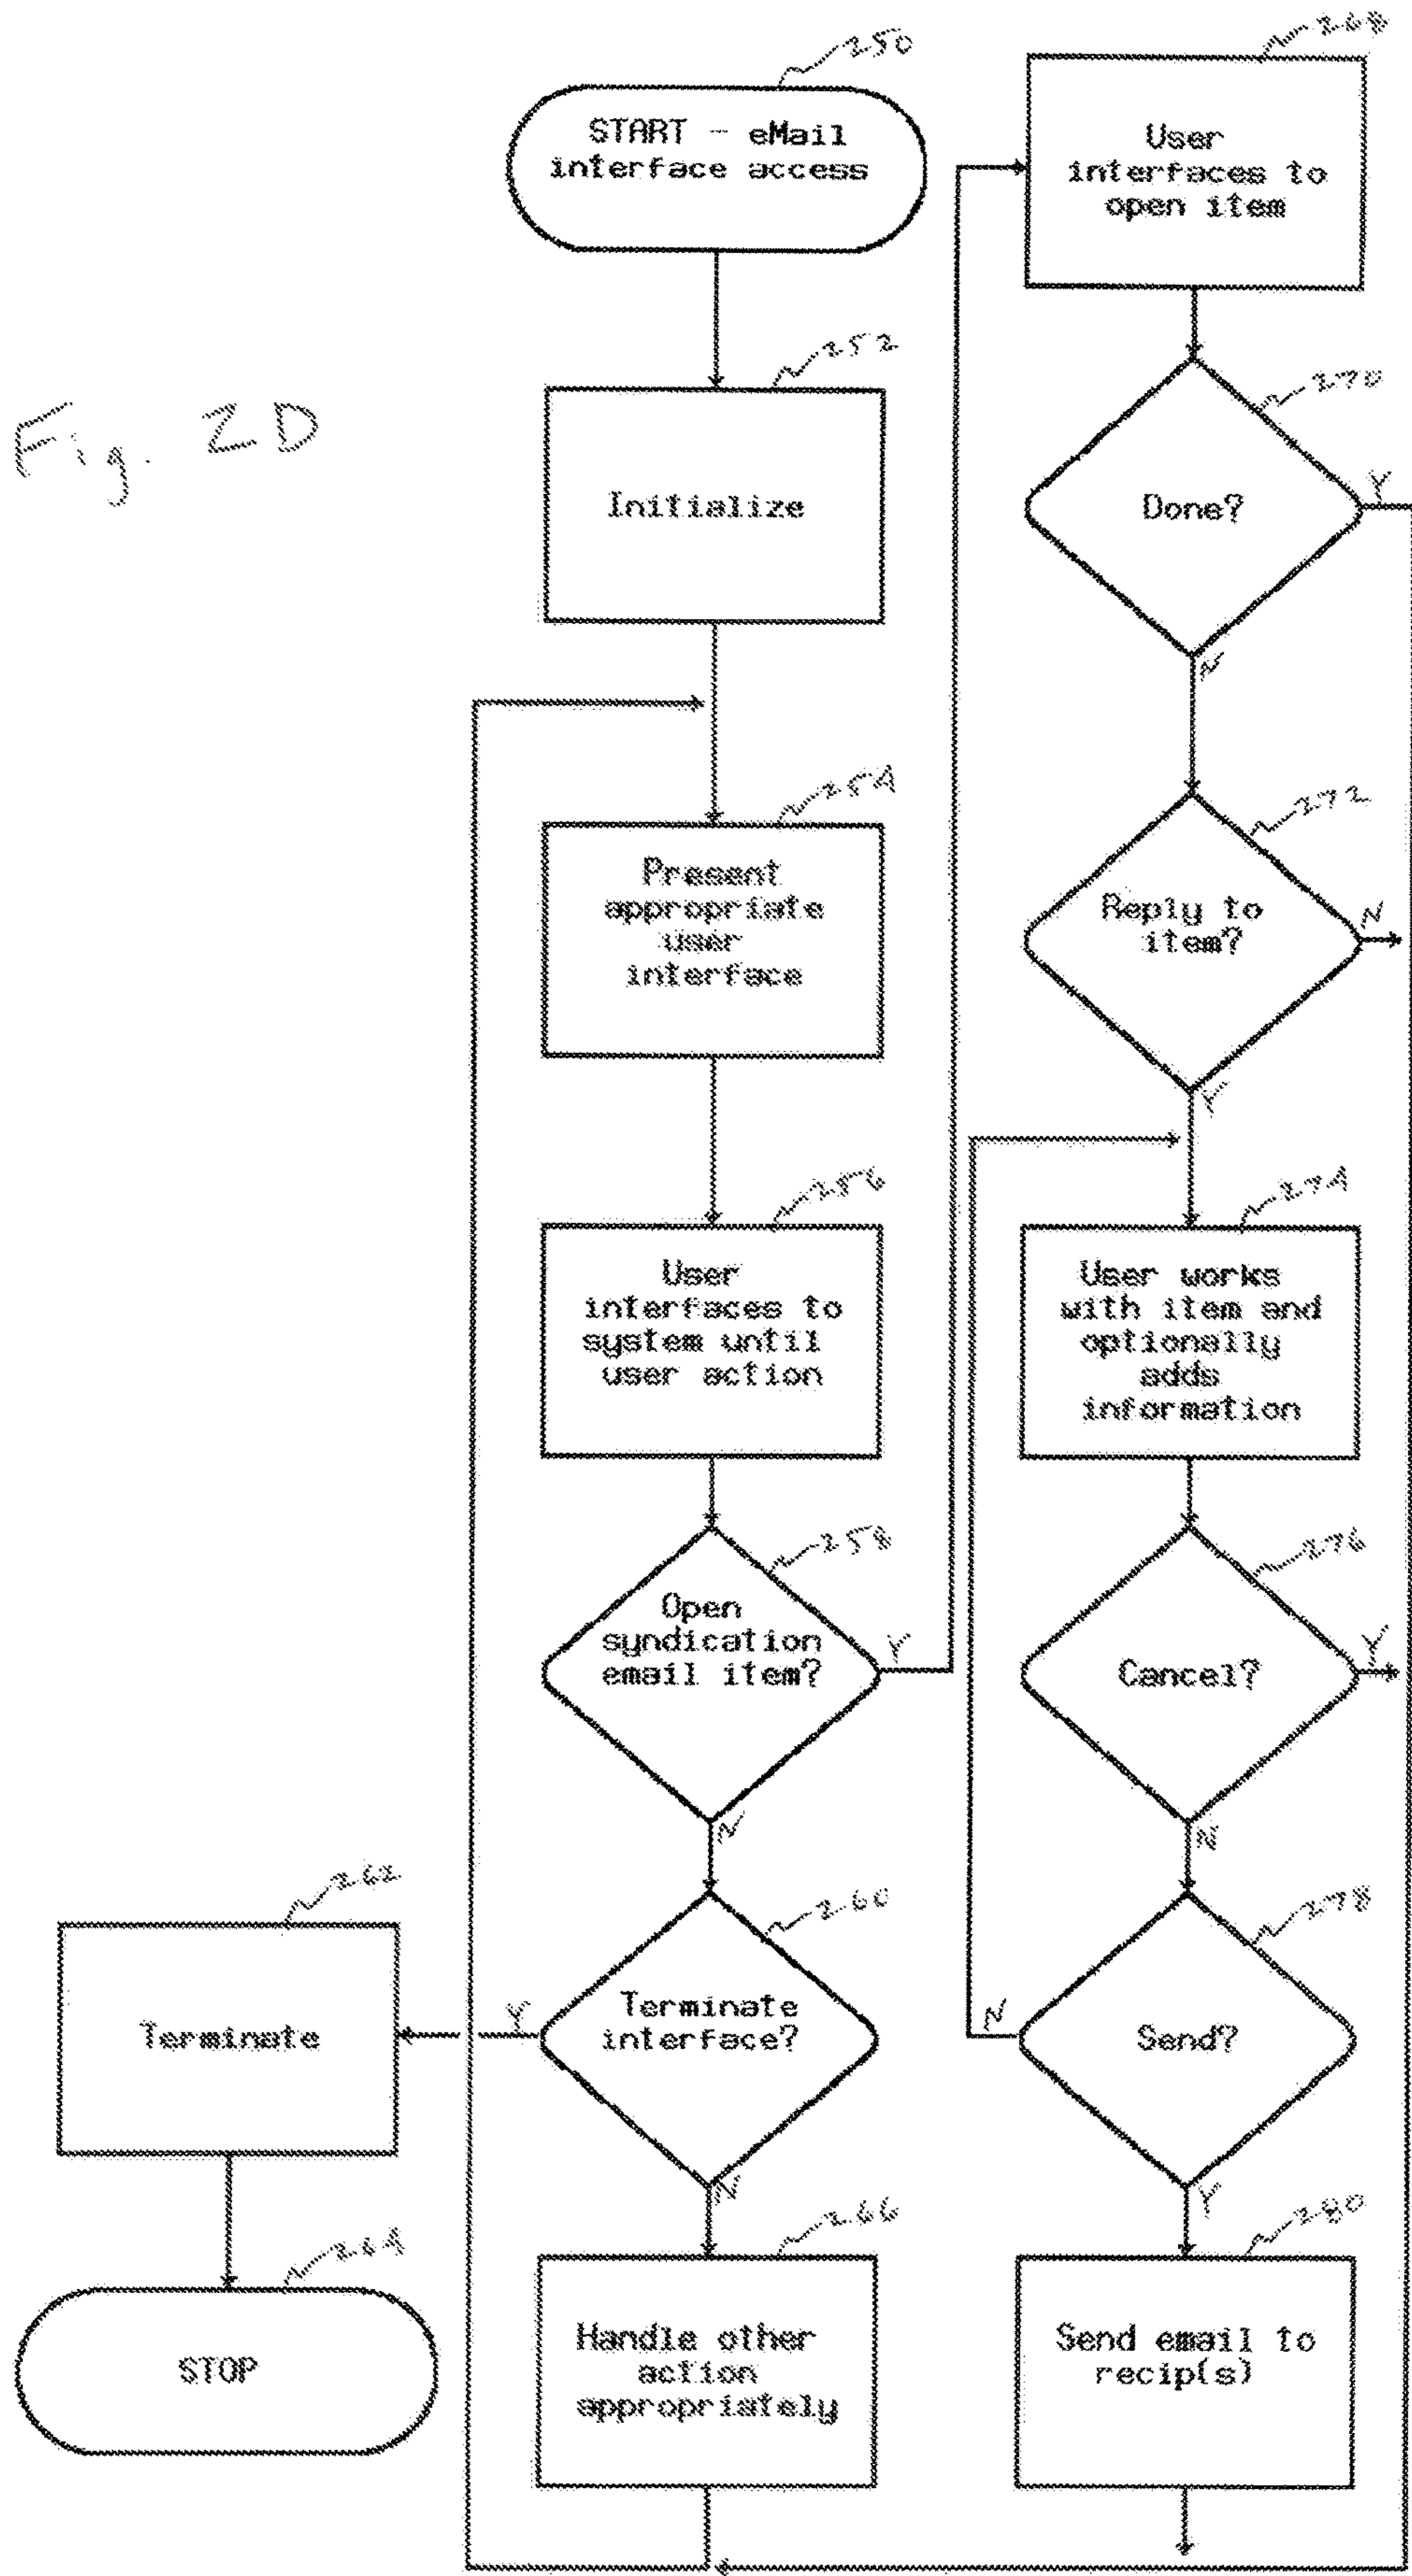 Fig. 2D
250
START - eMail
interface access
252
Initialize
254
Present
appropriate
user
interface
256
User
interfaces to
system until
user action
258
Open
syndication
email item?
Y
N
260
Terminate
interface?
Y
N
262
Terminate
264
STOP
266
Handle other
action
appropriately
268
User
interfaces to
open item
270
Done?
Y
N
272
Reply to
item?
N
Y
274
User works
with item and
optionally
adds
information
276
Cancel?
Y
N
278
Send?
N
Y
280
Send email to
recip(s)